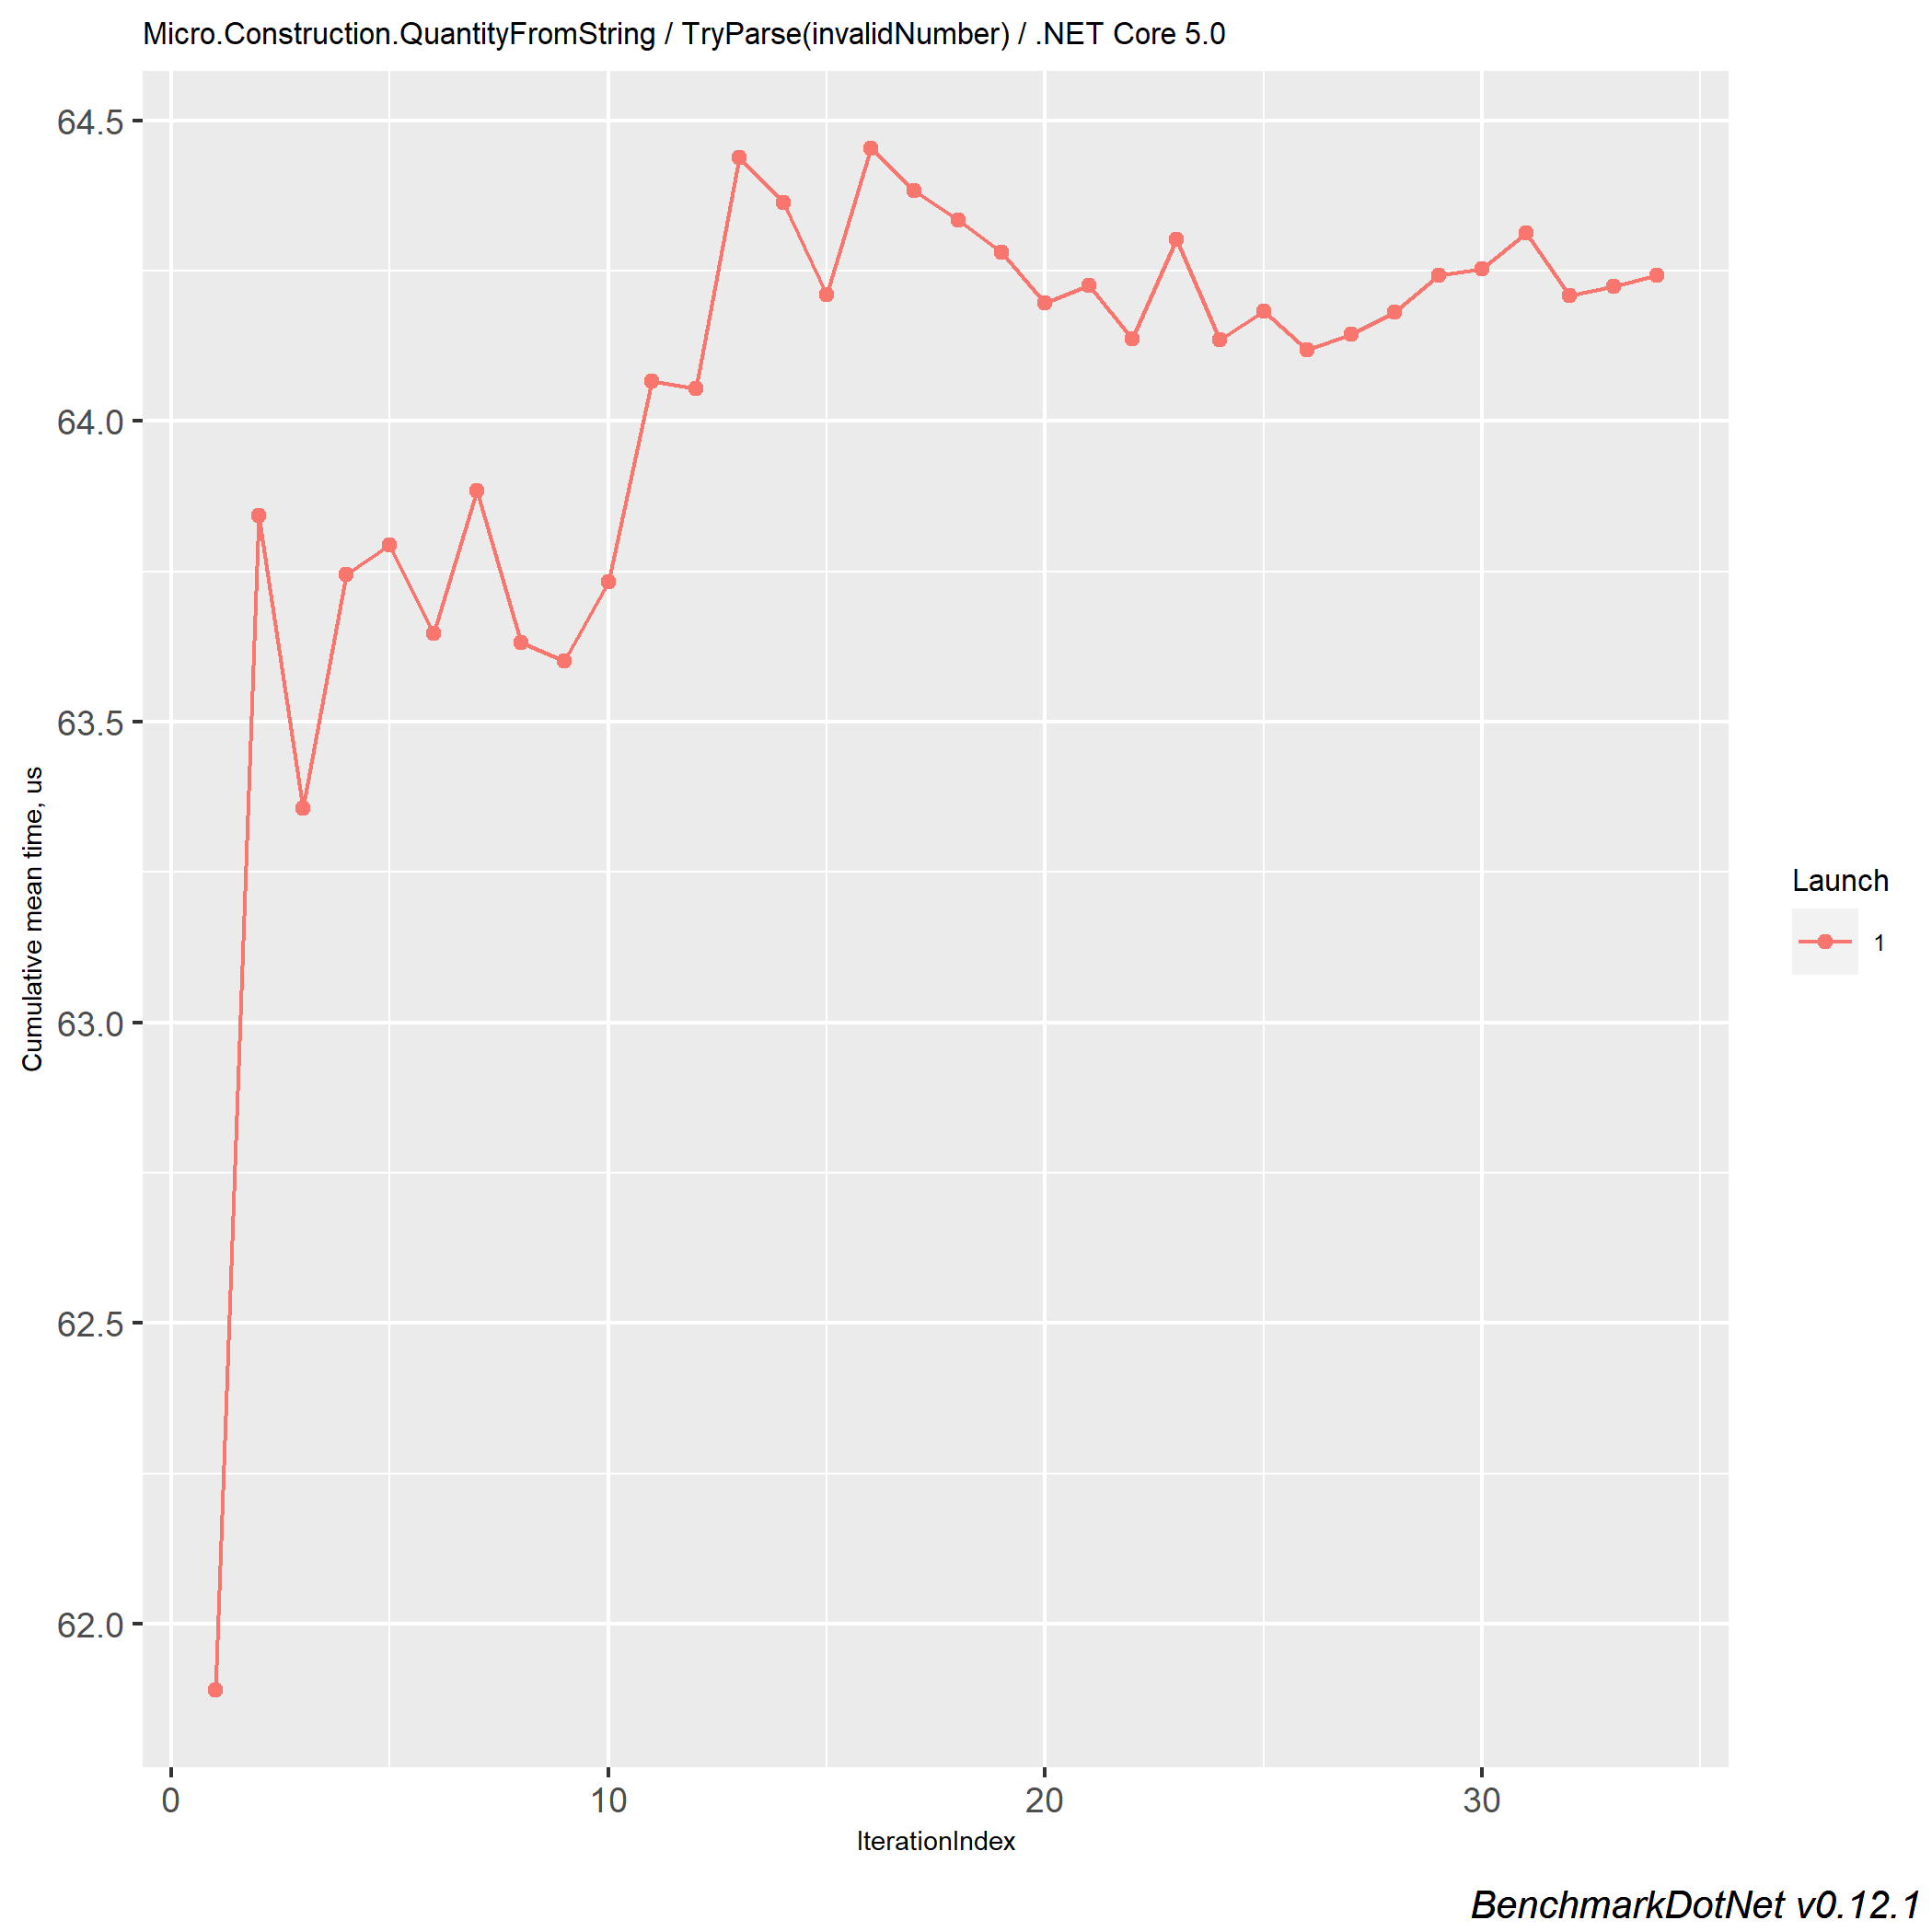 Micro.Construction.QuantityFromString / TryParse(invalidNumber) / .NET Core 5.0
64.5
64.0
63.5
63.0
62.5
62.0
Cumulative mean time, us
0 10 20 30
IterationIndex
Launch
1
BenchmarkDotNet v0.12.1